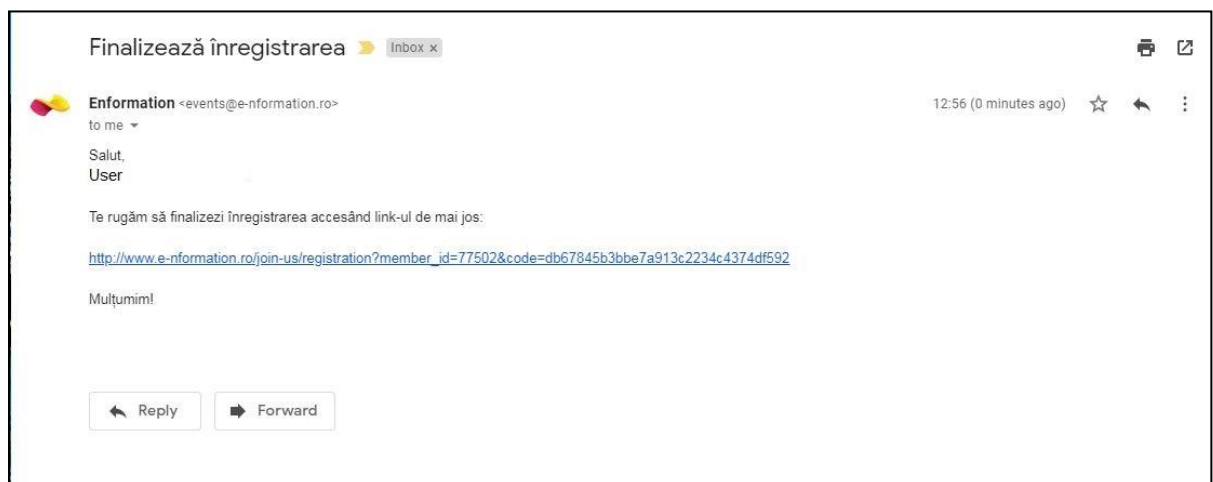 Finalizează înregistrarea Inbox x
Enformation <events@e-nformation.ro> 12:56 (0 minutes ago)
to me
Salut,
User
Te rugăm să finalizezi înregistrarea accesând link-ul de mai jos:
http://www.e-nformation.ro/join-us/registration?member_id=77502&code=db67845b3bbe7a913c2234c4374df592
Mulțumim!
Reply Forward